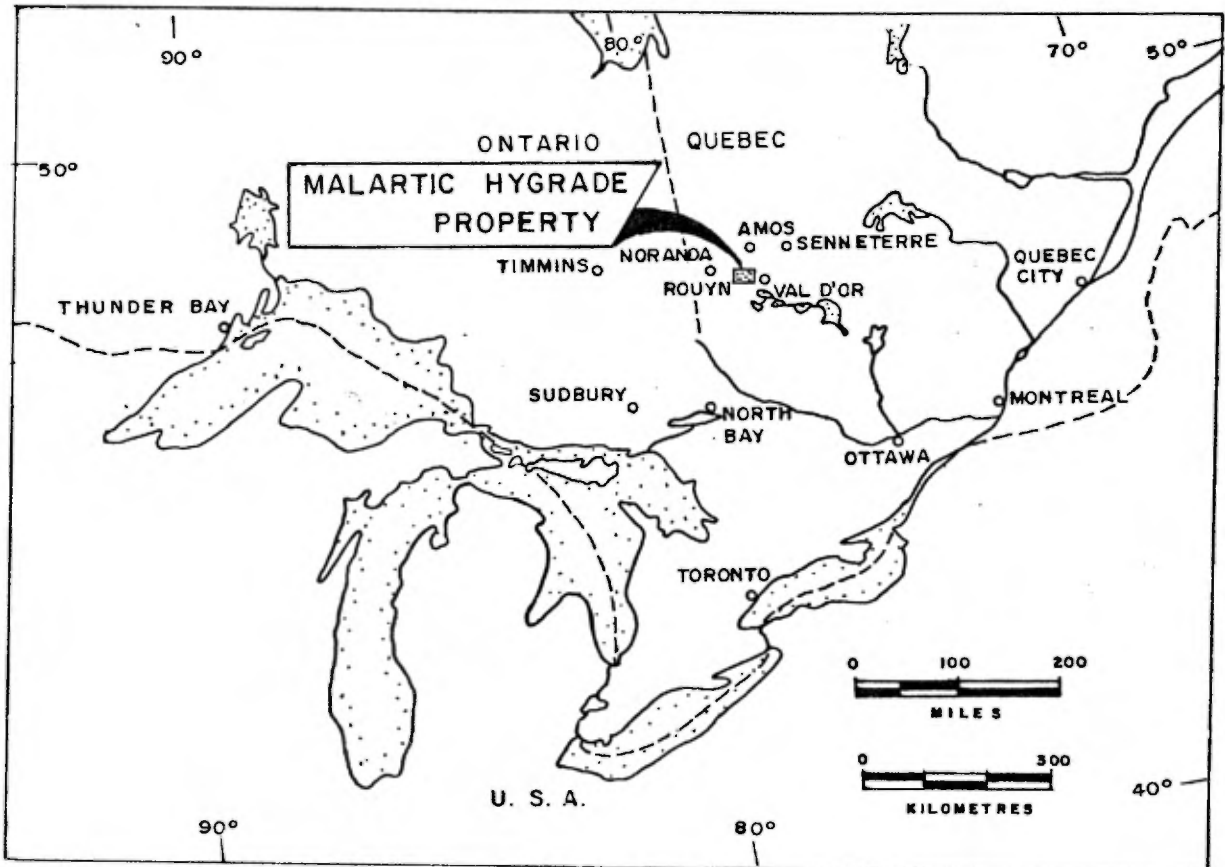 90°
80°
70°
50°
ONTARIO
QUEBEC
50°
MALARTIC HYGRADE
PROPERTY
AMOS
SENNETERRE
NORANDA
TIMMINS
ROUYN
VAL D'OR
QUEBEC
CITY
THUNDER BAY
SUDBURY
NORTH
BAY
MONTREAL
OTTAWA
TORONTO
0 100 200
MILES
0 300
KILOMETRES
U. S. A.
40°
90°
80°